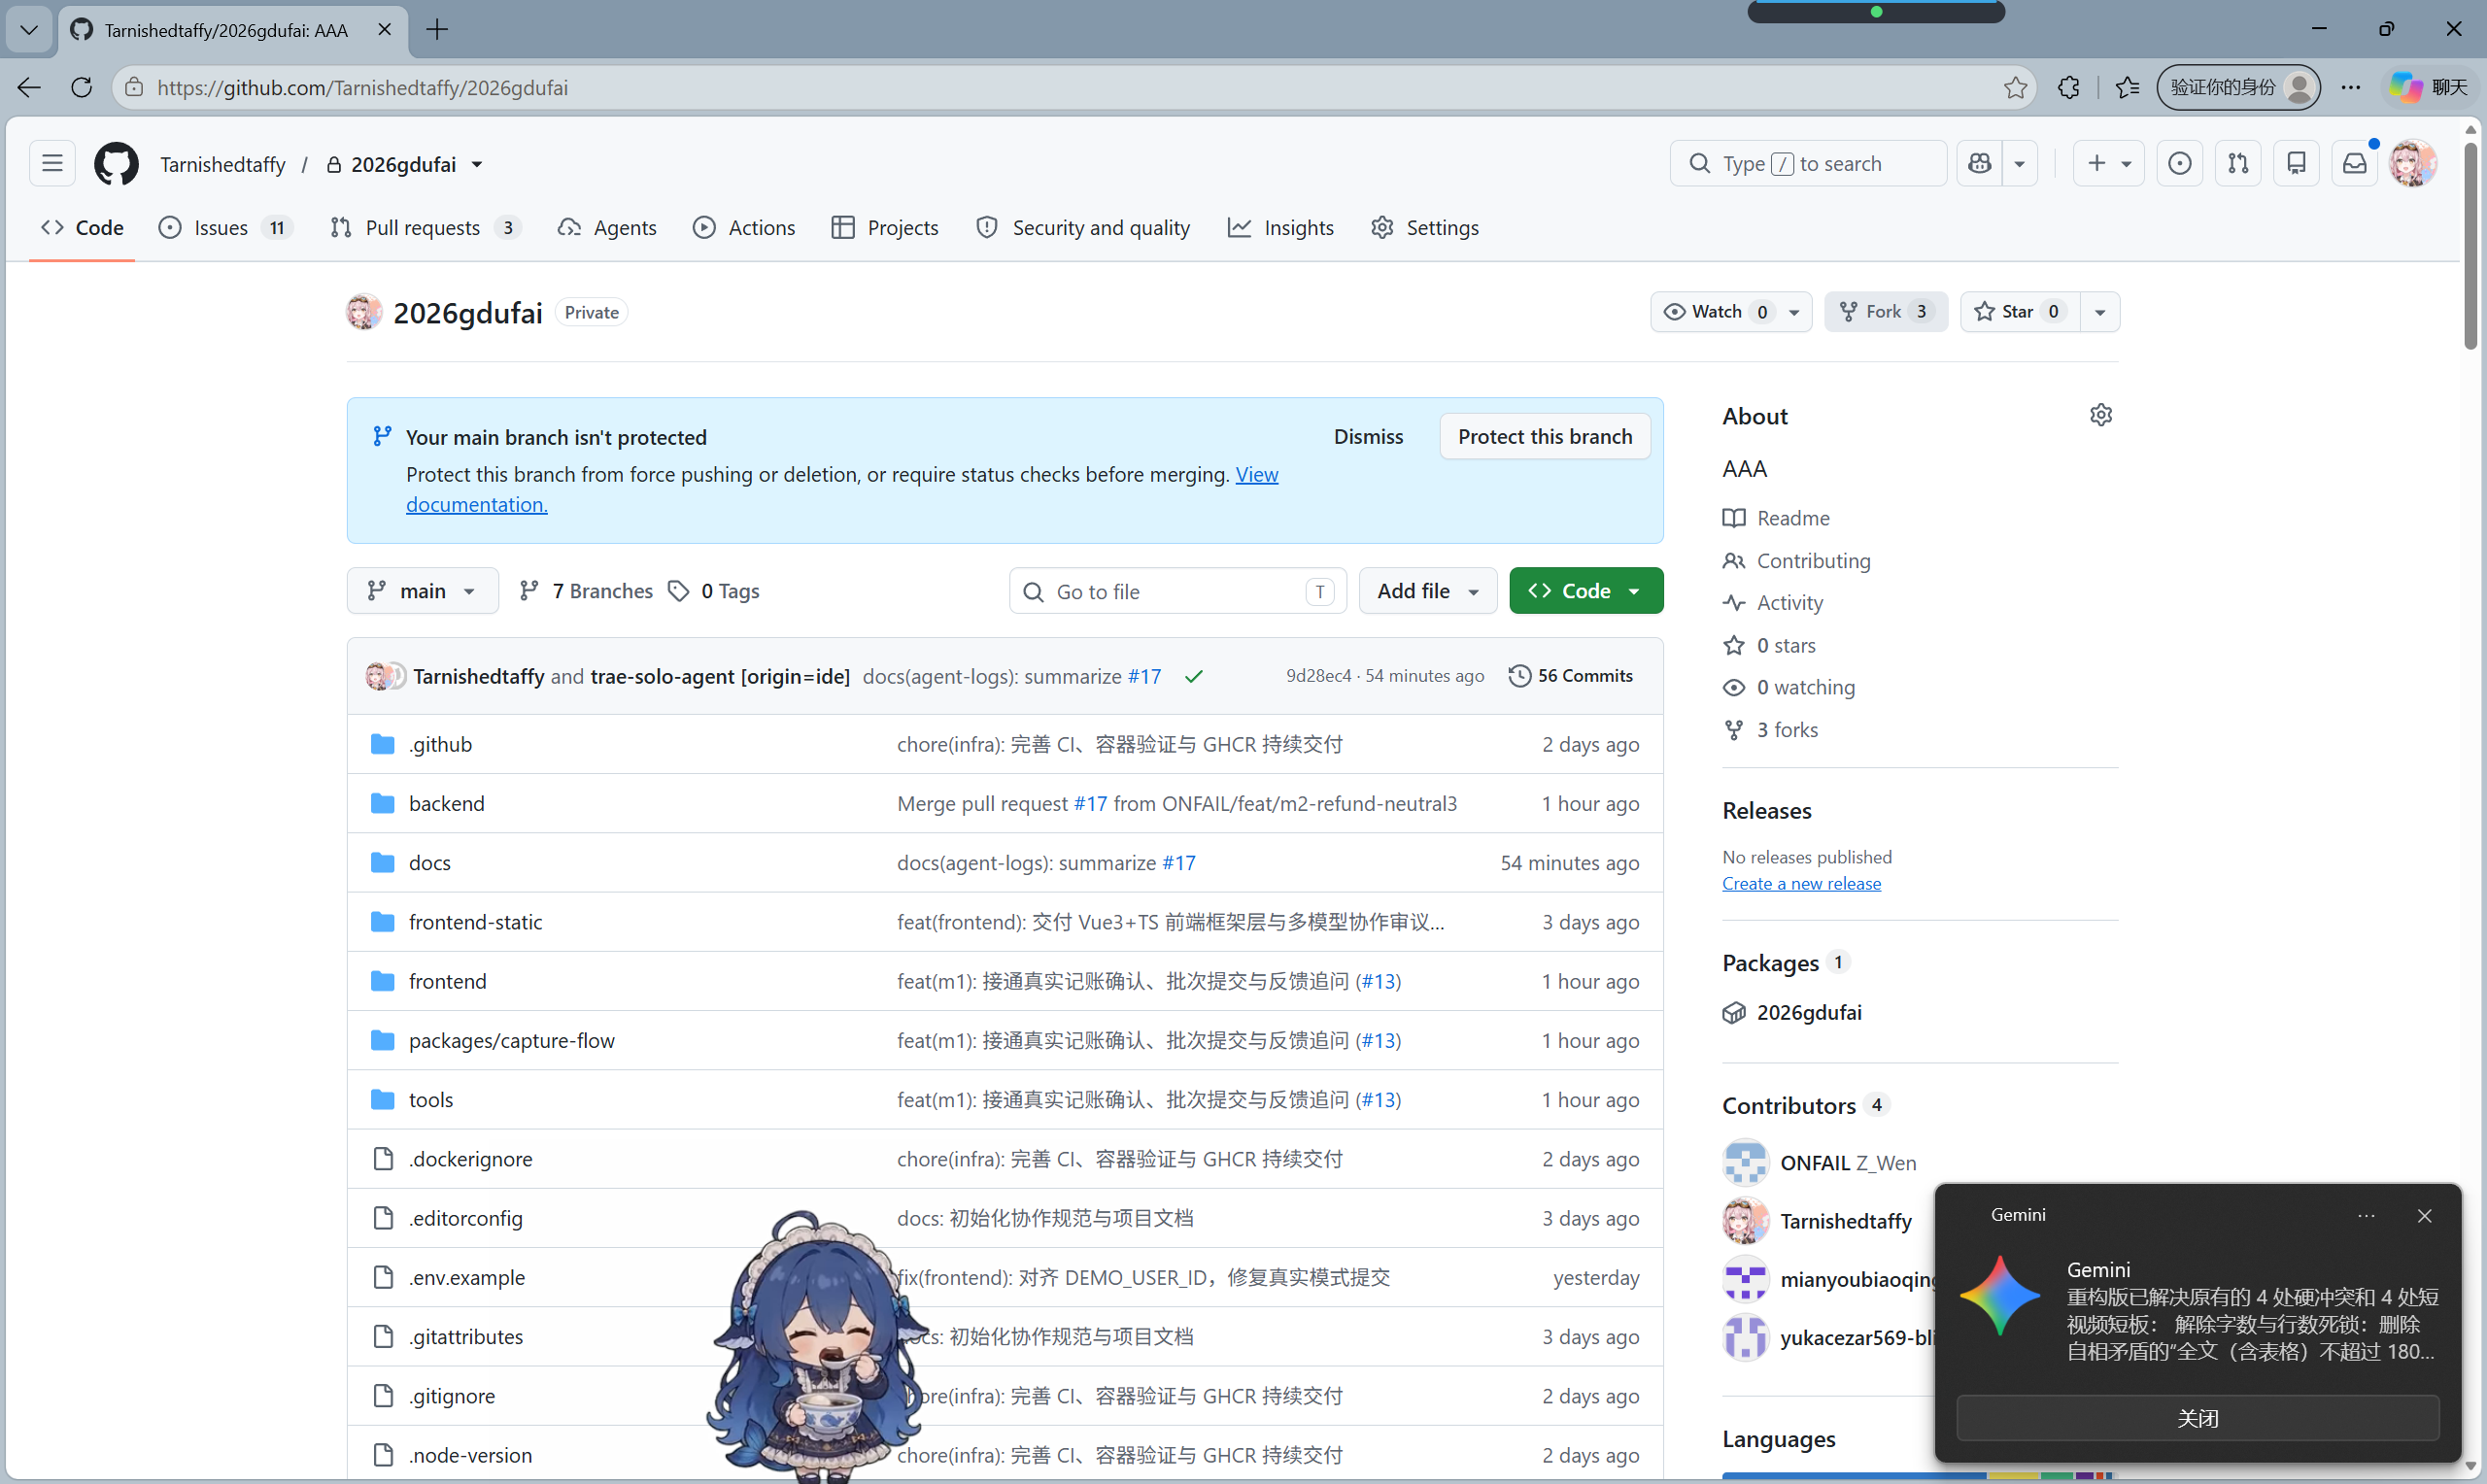 Tarnishedtaffy/2026gdufai: AAA
https://github.com/Tarnishedtaffy/2026gdufai
验证你的身份
聊天
Tarnishedtaffy / 2026gdufai
Type / to search
Code
Issues 11
Pull requests 3
Agents
Actions
Projects
Security and quality
Insights
Settings
2026gdufai Private
Watch 0
Fork 3
Star 0
Your main branch isn't protected
Protect this branch from force pushing or deletion, or require status checks before merging. View
documentation.
Dismiss
Protect this branch
main
7 Branches
0 Tags
Go to file T
Add file
Code
Tarnishedtaffy and trae-solo-agent [origin=ide] docs(agent-logs): summarize #17 9d28ec4 · 54 minutes ago 56 Commits
.github chore(infra): 完善 CI、容器验证与 GHCR 持续交付 2 days ago
backend Merge pull request #17 from ONFAIL/feat/m2-refund-neutral3 1 hour ago
docs docs(agent-logs): summarize #17 54 minutes ago
frontend-static feat(frontend): 交付 Vue3+TS 前端框架层与多模型协作审议... 3 days ago
frontend feat(m1): 接通真实记账确认、批次提交与反馈追问 (#13) 1 hour ago
packages/capture-flow feat(m1): 接通真实记账确认、批次提交与反馈追问 (#13) 1 hour ago
tools feat(m1): 接通真实记账确认、批次提交与反馈追问 (#13) 1 hour ago
.dockerignore chore(infra): 完善 CI、容器验证与 GHCR 持续交付 2 days ago
.editorconfig docs: 初始化协作规范与项目文档 3 days ago
.env.example fix(frontend): 对齐 DEMO_USER_ID，修复真实模式提交 yesterday
.gitattributes ocs: 初始化协作规范与项目文档 3 days ago
.gitignore ore(infra): 完善 CI、容器验证与 GHCR 持续交付 2 days ago
.node-version chore(infra): 完善 CI、容器验证与 GHCR 持续交付 2 days ago
About
AAA
Readme
Contributing
Activity
0 stars
0 watching
3 forks
Releases
No releases published
Create a new release
Packages 1
2026gdufai
Contributors 4
ONFAIL Z_Wen
Tarnishedtaffy
mianyoubiaoqing
yukacezar569-bli
Languages
Gemini
Gemini
重构版已解决原有的 4 处硬冲突和 4 处短
视频短板： 解除字数与行数死锁：删除
自相矛盾的“全文（含表格）不超过 180...
关闭